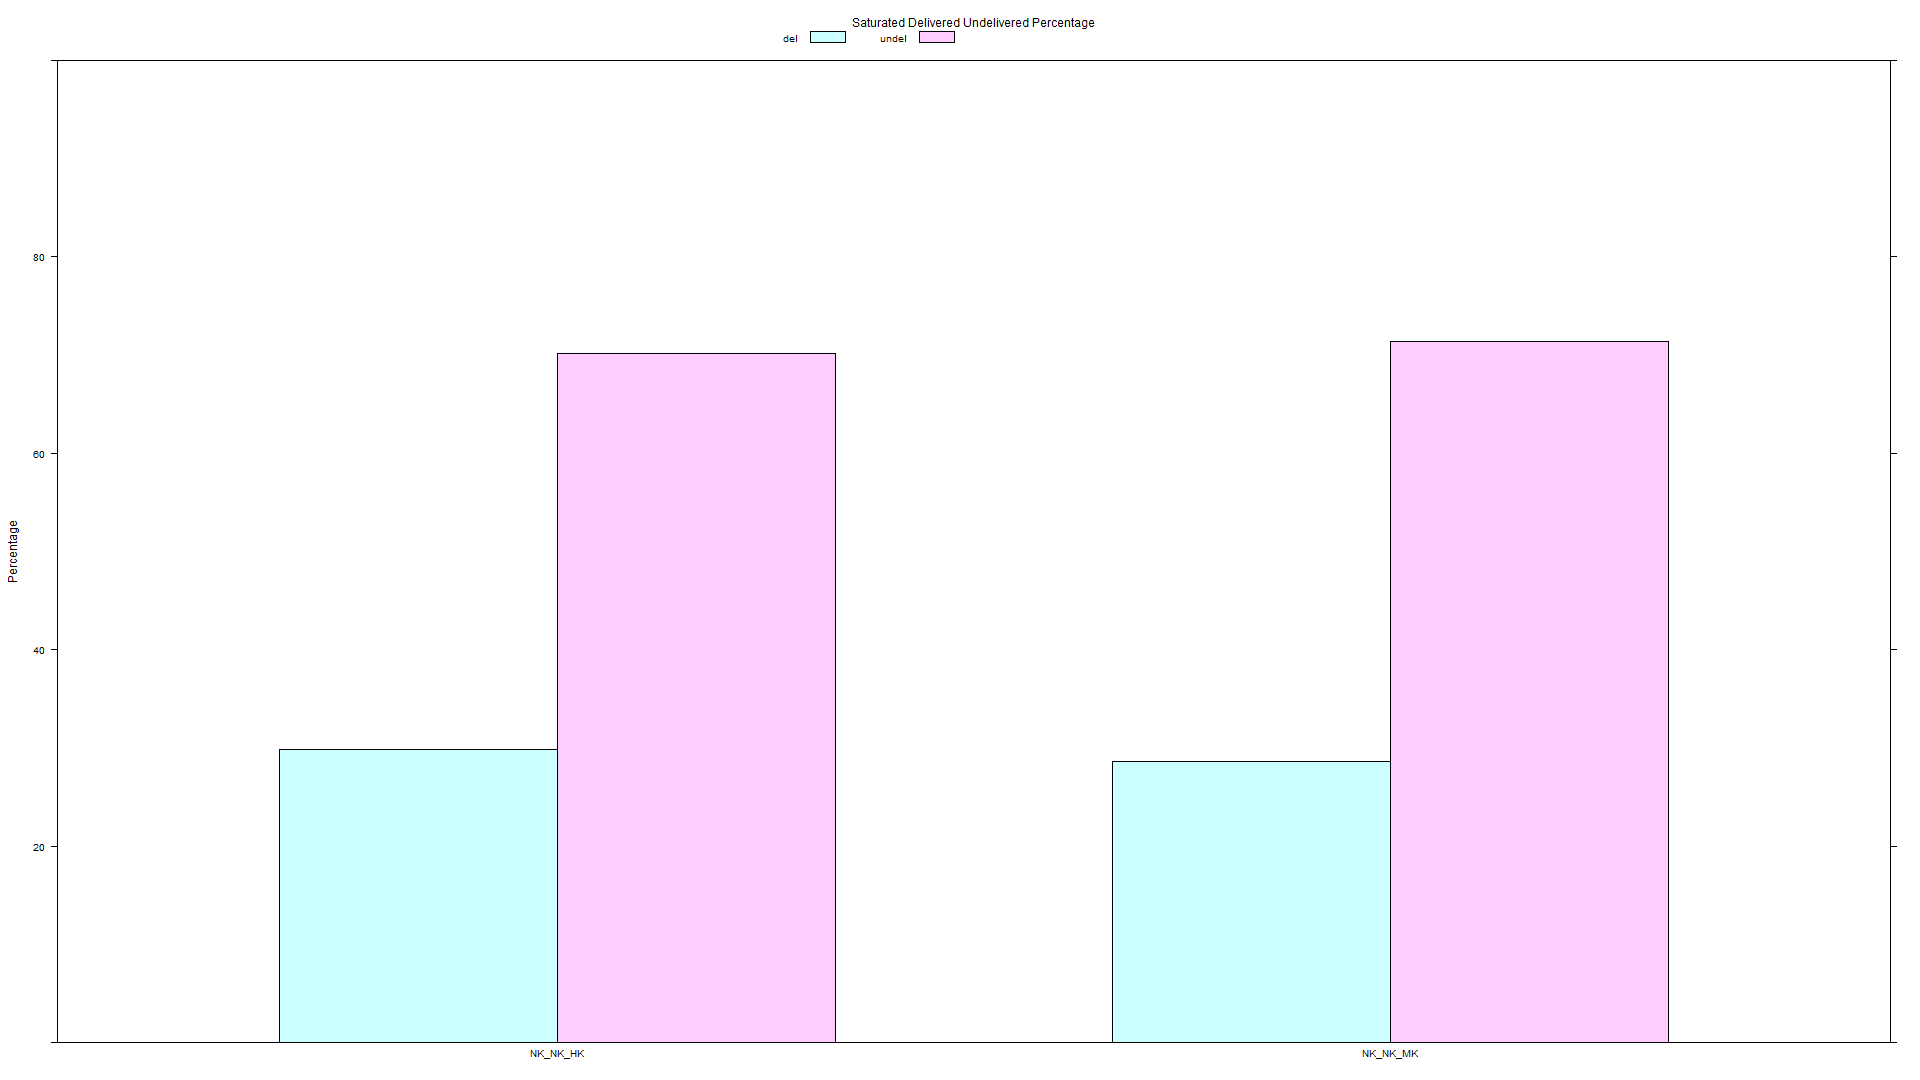 Saturated Delivered Undelivered Percentage
del undel
80
60
Percentage
40
20
NK_NK_HK NK_NK_MK